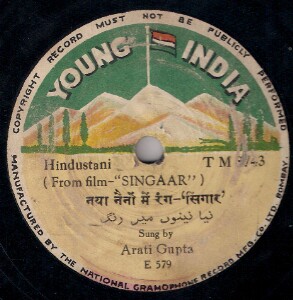 COPYRIGHT RECORD MUST NOT BE PUBLICLY PERFORMED
YOUNG INDIA
Hindustani
(From film-"SINGAAR")
नया नैनों में रंग-'सिंगार'
نیا نینوں میں رنگ
Sung by
Arati Gupta
E 579
MANUFACTURED BY THE NATIONAL GRAMOPHONE RECORD MFG. CO. LTD. BOMBAY.